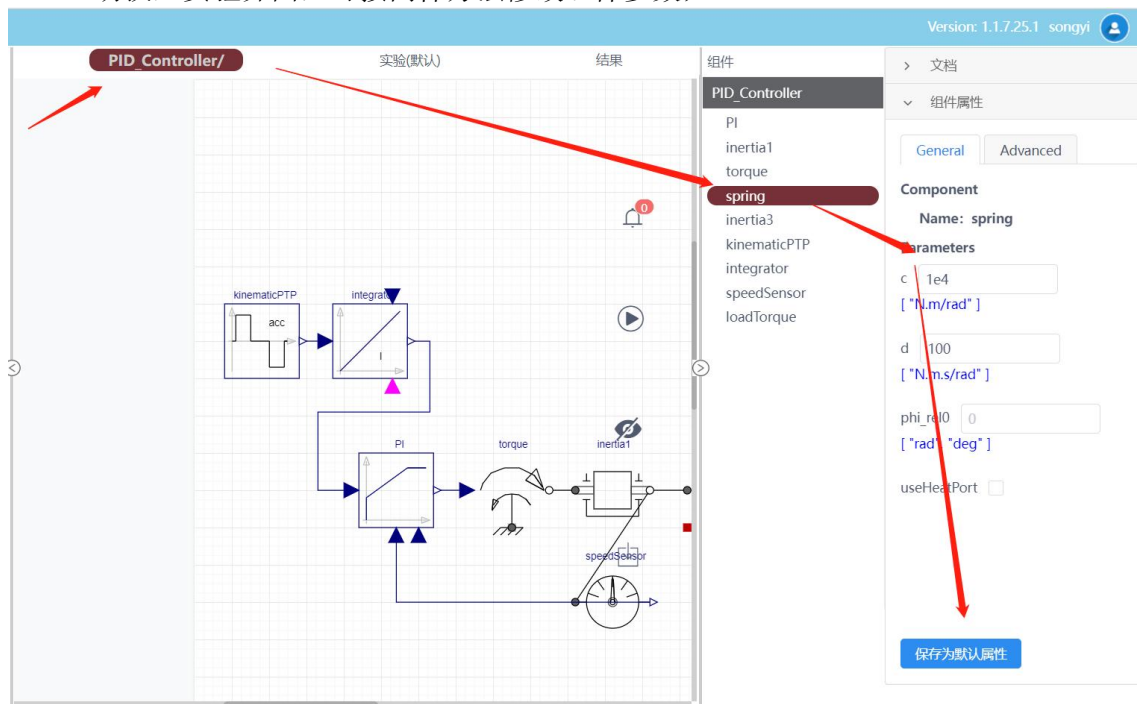 Version: 1.1.7.25.1 songyi
PID_Controller/
实验(默认)
结果
组件
PID_Controller
PI
inertia1
torque
spring
inertia3
kinematicPTP
integrator
speedSensor
loadTorque
文档
组件属性
General
Advanced
Component
Name: spring
Parameters
c 1e4
[ "N.m/rad" ]
d 100
[ "N.m.s/rad" ]
phi_rel0 0
[ "rad" "deg" ]
useHeatPort
保存为默认属性
0
kinematicPTP
acc
integrator
I
PI
torque
inertia1
speedSensor